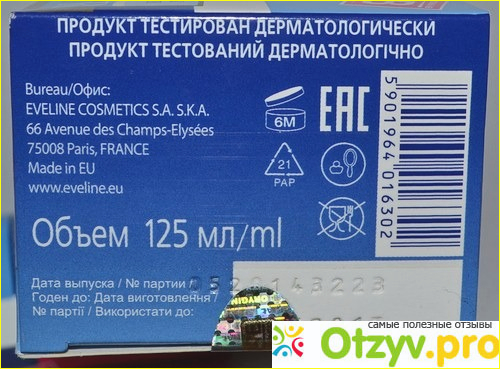 ПРОДУКТ ТЕСТИРОВАН ДЕРМАТОЛОГИЧЕСКИ
ПРОДУКТ ТЕСТОВАНИЙ ДЕРМАТОЛОГІЧНО
Bureau/Офис:
EVELINE COSMETICS S.A. S.K.A.
66 Avenue des Champs-Elysées
75008 Paris, FRANCE
Made in EU
www.eveline.eu
6M
EAC
21
PAP
5901964 016302
Объем 125 мл/ml
Дата выпуска / № партии
Годен до: Дата виготовлення /
№ партії / Використати до:
0520143223
самые полезные отзывы
Otzyv.pro